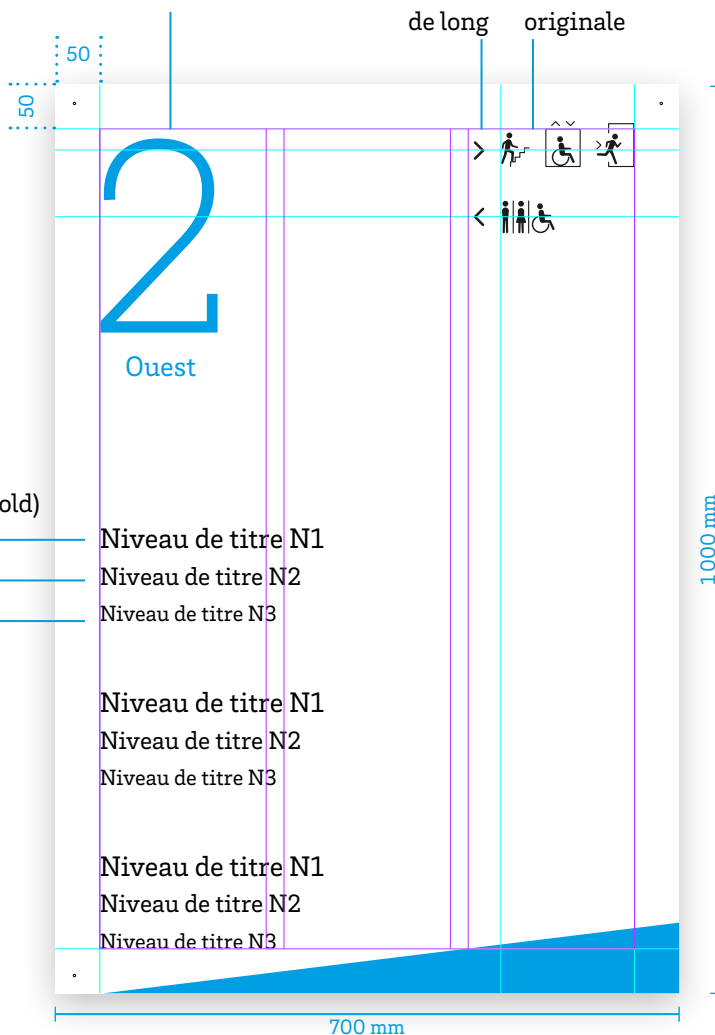 de long originale
50
50
2
Ouest
old)
Niveau de titre N1
Niveau de titre N2
Niveau de titre N3
1000 mm
Niveau de titre N1
Niveau de titre N2
Niveau de titre N3
Niveau de titre N1
Niveau de titre N2
Niveau de titre N3
700 mm